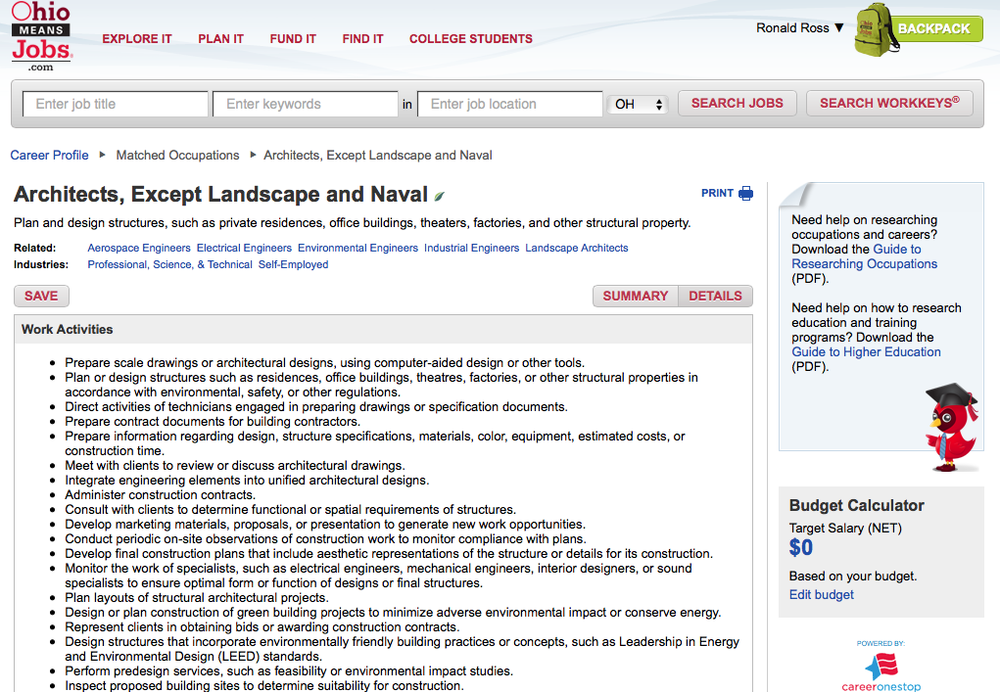 Ohio
MEANS
Jobs.
.com
EXPLORE IT PLAN IT FUND IT FIND IT COLLEGE STUDENTS
Ronald Ross ▼
BACKPACK
Enter job title Enter keywords in Enter job location OH SEARCH JOBS SEARCH WORKKEYS®
Career Profile ▸ Matched Occupations ▸ Architects, Except Landscape and Naval
Architects, Except Landscape and Naval
PRINT
Plan and design structures, such as private residences, office buildings, theaters, factories, and other structural property.
Related: Aerospace Engineers Electrical Engineers Environmental Engineers Industrial Engineers Landscape Architects
Industries: Professional, Science, & Technical Self-Employed
SAVE
SUMMARY DETAILS
Work Activities
• Prepare scale drawings or architectural designs, using computer-aided design or other tools.
• Plan or design structures such as residences, office buildings, theatres, factories, or other structural properties in
accordance with environmental, safety, or other regulations.
• Direct activities of technicians engaged in preparing drawings or specification documents.
• Prepare contract documents for building contractors.
• Prepare information regarding design, structure specifications, materials, color, equipment, estimated costs, or
construction time.
• Meet with clients to review or discuss architectural drawings.
• Integrate engineering elements into unified architectural designs.
• Administer construction contracts.
• Consult with clients to determine functional or spatial requirements of structures.
• Develop marketing materials, proposals, or presentation to generate new work opportunities.
• Conduct periodic on-site observations of construction work to monitor compliance with plans.
• Develop final construction plans that include aesthetic representations of the structure or details for its construction.
• Monitor the work of specialists, such as electrical engineers, mechanical engineers, interior designers, or sound
specialists to ensure optimal form or function of designs or final structures.
• Plan layouts of structural architectural projects.
• Design or plan construction of green building projects to minimize adverse environmental impact or conserve energy.
• Represent clients in obtaining bids or awarding construction contracts.
• Design structures that incorporate environmentally friendly building practices or concepts, such as Leadership in Energy
and Environmental Design (LEED) standards.
• Perform predesign services, such as feasibility or environmental impact studies.
• Inspect proposed building sites to determine suitability for construction.
Need help on researching
occupations and careers?
Download the Guide to
Researching Occupations
(PDF).
Need help on how to research
education and training
programs? Download the
Guide to Higher Education
(PDF).
Budget Calculator
Target Salary (NET)
$0
Based on your budget.
Edit budget
POWERED BY:
careeronestop